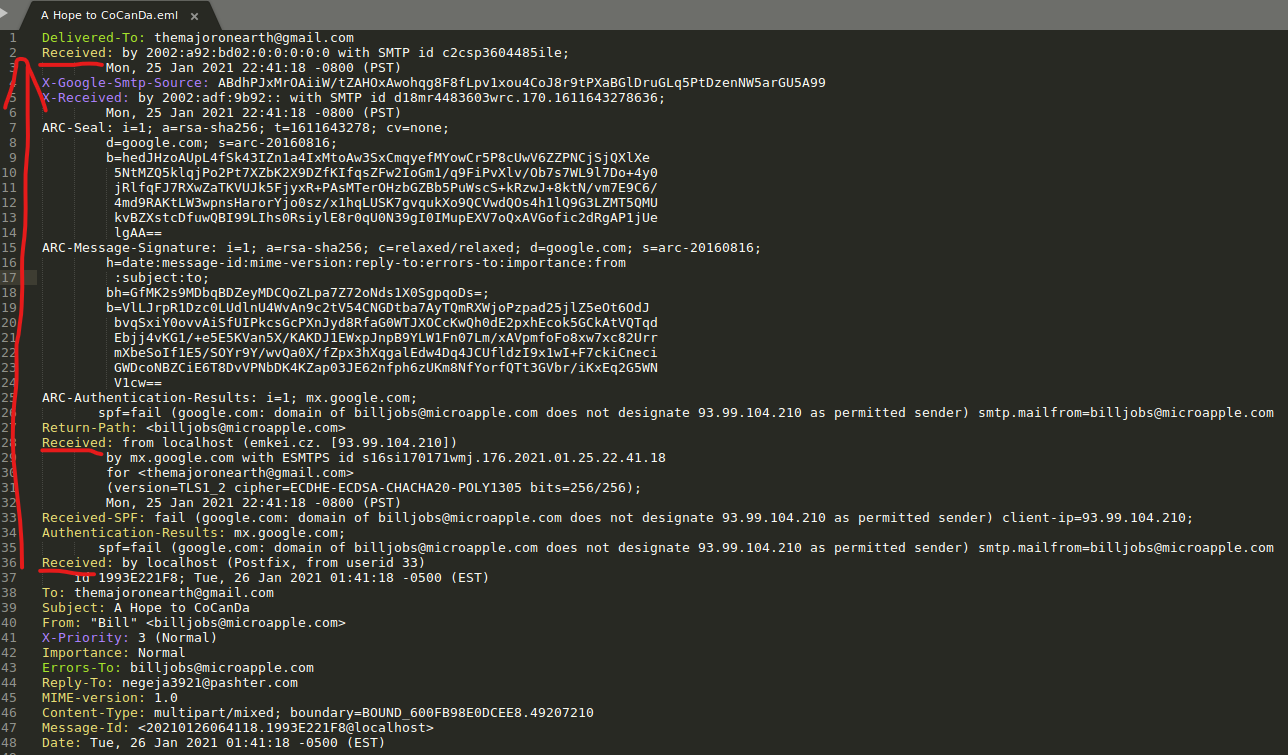 A Hope to CoCanDa.eml ×
1 Delivered-To: themajoronearth@gmail.com
2 Received: by 2002:a92:bd02:0:0:0:0:0 with SMTP id c2csp3604485ile;
3 Mon, 25 Jan 2021 22:41:18 -0800 (PST)
4 X-Google-Smtp-Source: ABdhPJxMrOAiiW/tZAHOxAwohqg8F8fLpv1xou4CoJ8r9tPXaBGlDruGLq5PtDzenNW5arGU5A99
5 X-Received: by 2002:adf:9b92:: with SMTP id d18mr4483603wrc.170.1611643278636;
6 Mon, 25 Jan 2021 22:41:18 -0800 (PST)
7 ARC-Seal: i=1; a=rsa-sha256; t=1611643278; cv=none;
8 d=google.com; s=arc-20160816;
9 b=hedJHzoAUpL4fSk43IZn1a4IxMtoAw3SxCmqyefMYowCr5P8cUwV6ZZPNCjSjQXlXe
10 5NtMZQ5klqjPo2Pt7XZbK2X9DZfKIfqsZFw2IoGm1/q9FiPvXlv/Ob7s7WL9l7Do+4y0
11 jRlfqFJ7RXwZaTKVUJk5FjyxR+PAsMTerOHzbGZBb5PuWscS+kRzwJ+8ktN/vm7E9C6/
12 4md9RAKtLW3wpnsHarorYjo0sz/x1hqLUSK7gvqukXo9QCVwdQOs4h1lQ9G3LZMT5QMU
13 kvBZXstcDfuwQBI99LIhs0RsiylE8r0qU0N39gI0IMupEXV7oQxAVGofic2dRgAP1jUe
14 lgAA==
15 ARC-Message-Signature: i=1; a=rsa-sha256; c=relaxed/relaxed; d=google.com; s=arc-20160816;
16 h=date:message-id:mime-version:reply-to:errors-to:importance:from
17 :subject:to;
18 bh=GfMK2s9MDbqBDZeyMDCQoZLpa7Z72oNds1X0SgpqoDs=;
19 b=VlLJrpR1Dzc0LUdlnU4WvAn9c2tV54CNGDtba7AyTQmRXWjoPzpad25jlZ5eOt6OdJ
20 bvqSxiY0ovvAiSfUIPkcsGcPXnJyd8RfaG0WTJXOCcKwQh0dE2pxhEcok5GCkAtVQTqd
21 Ebjj4vKG1/+e5E5KVan5X/KAKDJ1EWxpJnpB9YLW1Fn07Lm/xAVpmfoFo8xw7xc82Urr
22 mXbeSoIf1E5/SOYr9Y/wvQa0X/fZpx3hXqgalEdw4Dq4JCUfldzI9x1wI+F7ckiCneci
23 GWDcoNBZCiE6T8DvVPNbDK4KZap03JE62nfph6zUKm8NfYorfQTt3GVbr/iKxEq2G5WN
24 V1cw==
25 ARC-Authentication-Results: i=1; mx.google.com;
26 spf=fail (google.com: domain of billjobs@microapple.com does not designate 93.99.104.210 as permitted sender) smtp.mailfrom=billjobs@microapple.com
27 Return-Path: <billjobs@microapple.com>
28 Received: from localhost (emkei.cz. [93.99.104.210])
29 by mx.google.com with ESMTPS id s16si170171wmj.176.2021.01.25.22.41.18
30 for <themajoronearth@gmail.com>
31 (version=TLS1_2 cipher=ECDHE-ECDSA-CHACHA20-POLY1305 bits=256/256);
32 Mon, 25 Jan 2021 22:41:18 -0800 (PST)
33 Received-SPF: fail (google.com: domain of billjobs@microapple.com does not designate 93.99.104.210 as permitted sender) client-ip=93.99.104.210;
34 Authentication-Results: mx.google.com;
35 spf=fail (google.com: domain of billjobs@microapple.com does not designate 93.99.104.210 as permitted sender) smtp.mailfrom=billjobs@microapple.com
36 Received: by localhost (Postfix, from userid 33)
37 id 1993E221F8; Tue, 26 Jan 2021 01:41:18 -0500 (EST)
38 To: themajoronearth@gmail.com
39 Subject: A Hope to CoCanDa
40 From: "Bill" <billjobs@microapple.com>
41 X-Priority: 3 (Normal)
42 Importance: Normal
43 Errors-To: billjobs@microapple.com
44 Reply-To: negeja3921@pashter.com
45 MIME-version: 1.0
46 Content-Type: multipart/mixed; boundary=BOUND_600FB98E0DCEE8.49207210
47 Message-Id: <20210126064118.1993E221F8@localhost>
48 Date: Tue, 26 Jan 2021 01:41:18 -0500 (EST)